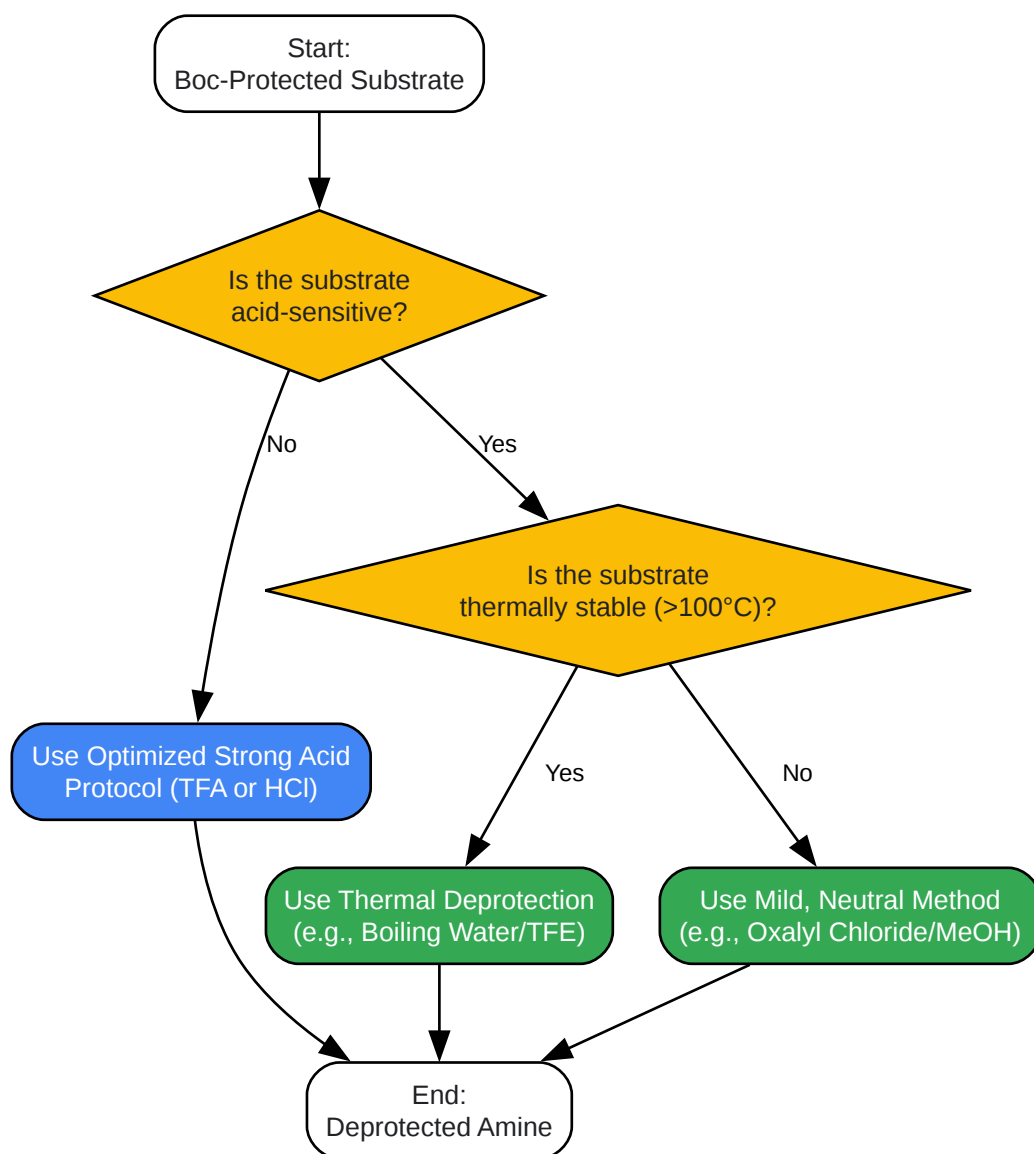 Start:
Boc-Protected Substrate
Is the substrate
acid-sensitive?
No
Yes
Is the substrate
thermally stable (>100°C)?
Use Optimized Strong Acid
Protocol (TFA or HCl)
Yes
No
Use Thermal Deprotection
(e.g., Boiling Water/TFE)
Use Mild, Neutral Method
(e.g., Oxalyl Chloride/MeOH)
End:
Deprotected Amine